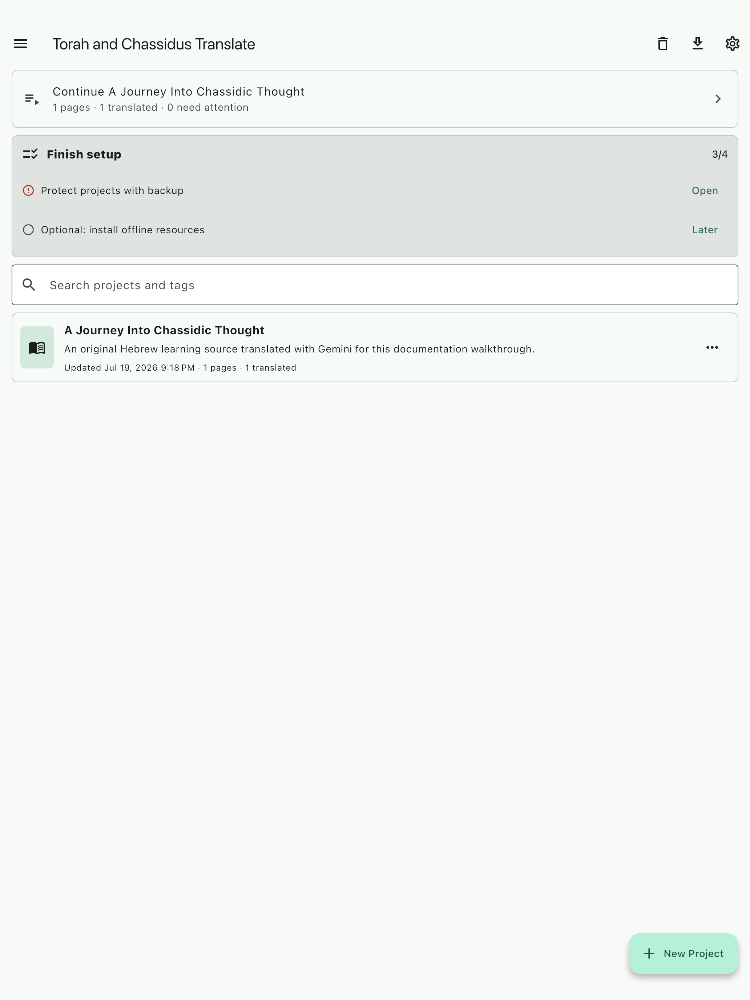 Torah and Chassidus Translate
Continue A Journey Into Chassidic Thought
1 pages · 1 translated · 0 need attention
Finish setup
3/4
Protect projects with backup
Open
Optional: install offline resources
Later
Search projects and tags
A Journey Into Chassidic Thought
An original Hebrew learning source translated with Gemini for this documentation walkthrough.
Updated Jul 19, 2026 9:18 PM · 1 pages · 1 translated
New Project